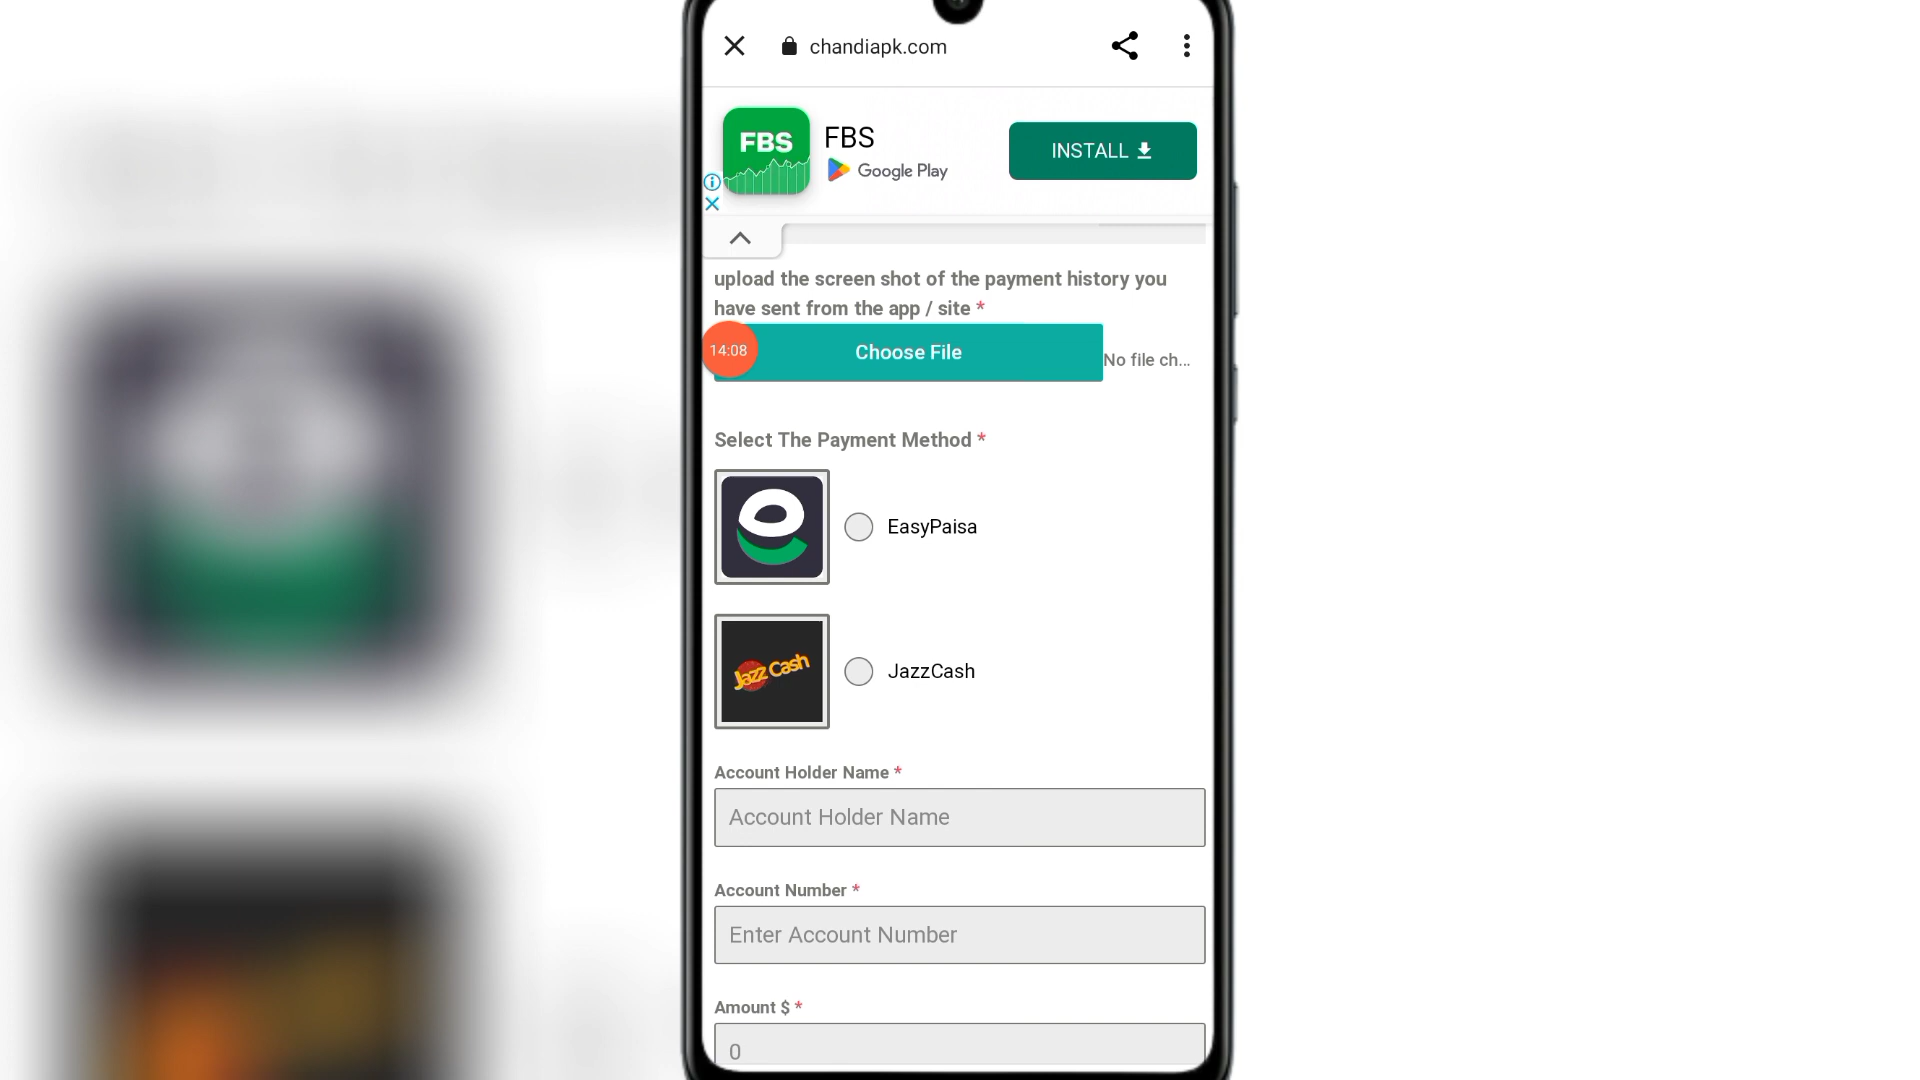 chandiapk.com
FBS
FBS
Google Play
INSTALL
upload the screen shot of the payment history you
have sent from the app / site *
14:08
Choose File
No file ch...
Select The Payment Method *
EasyPaisa
Jazz Cash
JazzCash
Account Holder Name *
Account Holder Name
Account Number *
Enter Account Number
Amount $ *
0